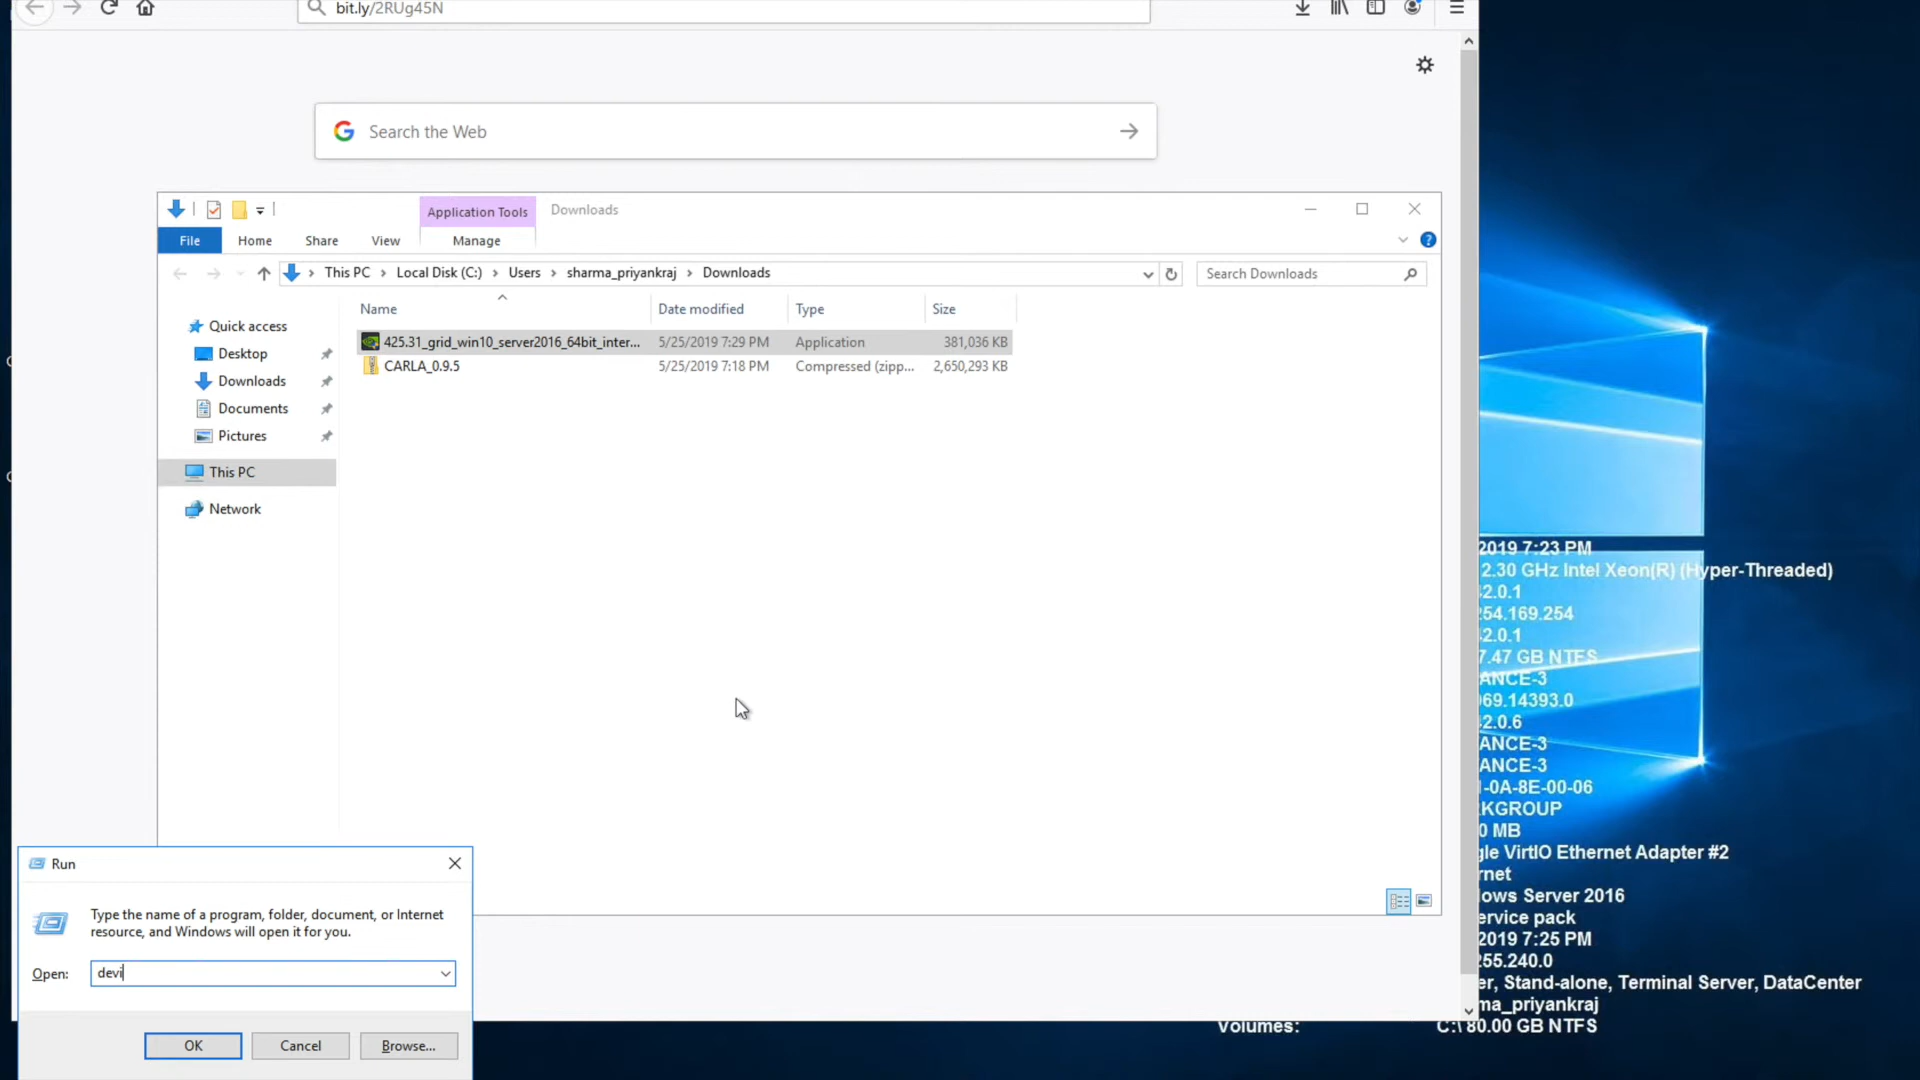 bit.ly/2RUg45N
Search the Web
Application Tools
Downloads
File
Home
Share
View
Manage
This PC
Local Disk (C:)
Users
sharma_priyankraj
Downloads
Search Downloads
Name
Date modified
Type
Size
425.31_grid_win10_server2016_64bit_inter... 5/25/2019 7:29 PM Application 381,036 KB
CARLA_0.9.5 5/25/2019 7:18 PM Compressed (zipp... 2,650,293 KB
Quick access
Desktop
Downloads
Documents
Pictures
This PC
Network
2019 7:23 PM
2.30 GHz Intel Xeon(R) (Hyper-Threaded)
2.0.1
54.169.254
2.0.1
7.47 GB NTFS
ANCE-3
069.14393.0
2.0.6
ANCE-3
ANCE-3
-0A-8E-00-06
KGROUP
0 MB
gle VirtIO Ethernet Adapter #2
rnet
ows Server 2016
ervice pack
2019 7:25 PM
55.240.0
er, Stand-alone, Terminal Server, DataCenter
ma_priyankraj
Volumes: C:\ 80.00 GB NTFS
Run
Type the name of a program, folder, document, or Internet
resource, and Windows will open it for you.
Open: devi
OK
Cancel
Browse...